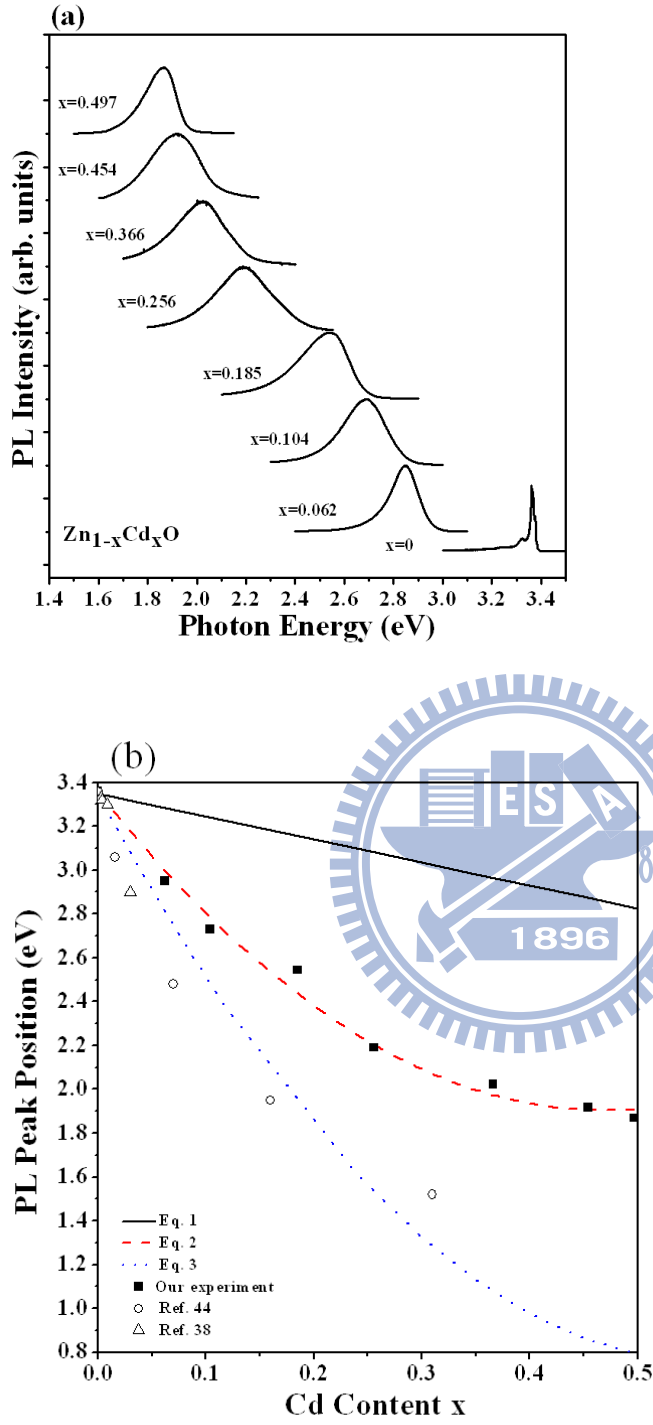 (a)
PL Intensity (arb. units)
x=0.497
x=0.454
x=0.366
x=0.256
x=0.185
x=0.104
x=0.062
x=0
Zn1-xCdxO
1.4 1.6 1.8 2.0 2.2 2.4 2.6 2.8 3.0 3.2 3.4
Photon Energy (eV)
(b)
PL Peak Position (eV)
3.4
3.2
3.0
2.8
2.6
2.4
2.2
2.0
1.8
1.6
1.4
1.2
1.0
0.8
E S A
1896
Eq. 1
Eq. 2
Eq. 3
Our experiment
Ref. 44
Ref. 38
0.0 0.1 0.2 0.3 0.4 0.5
Cd Content x